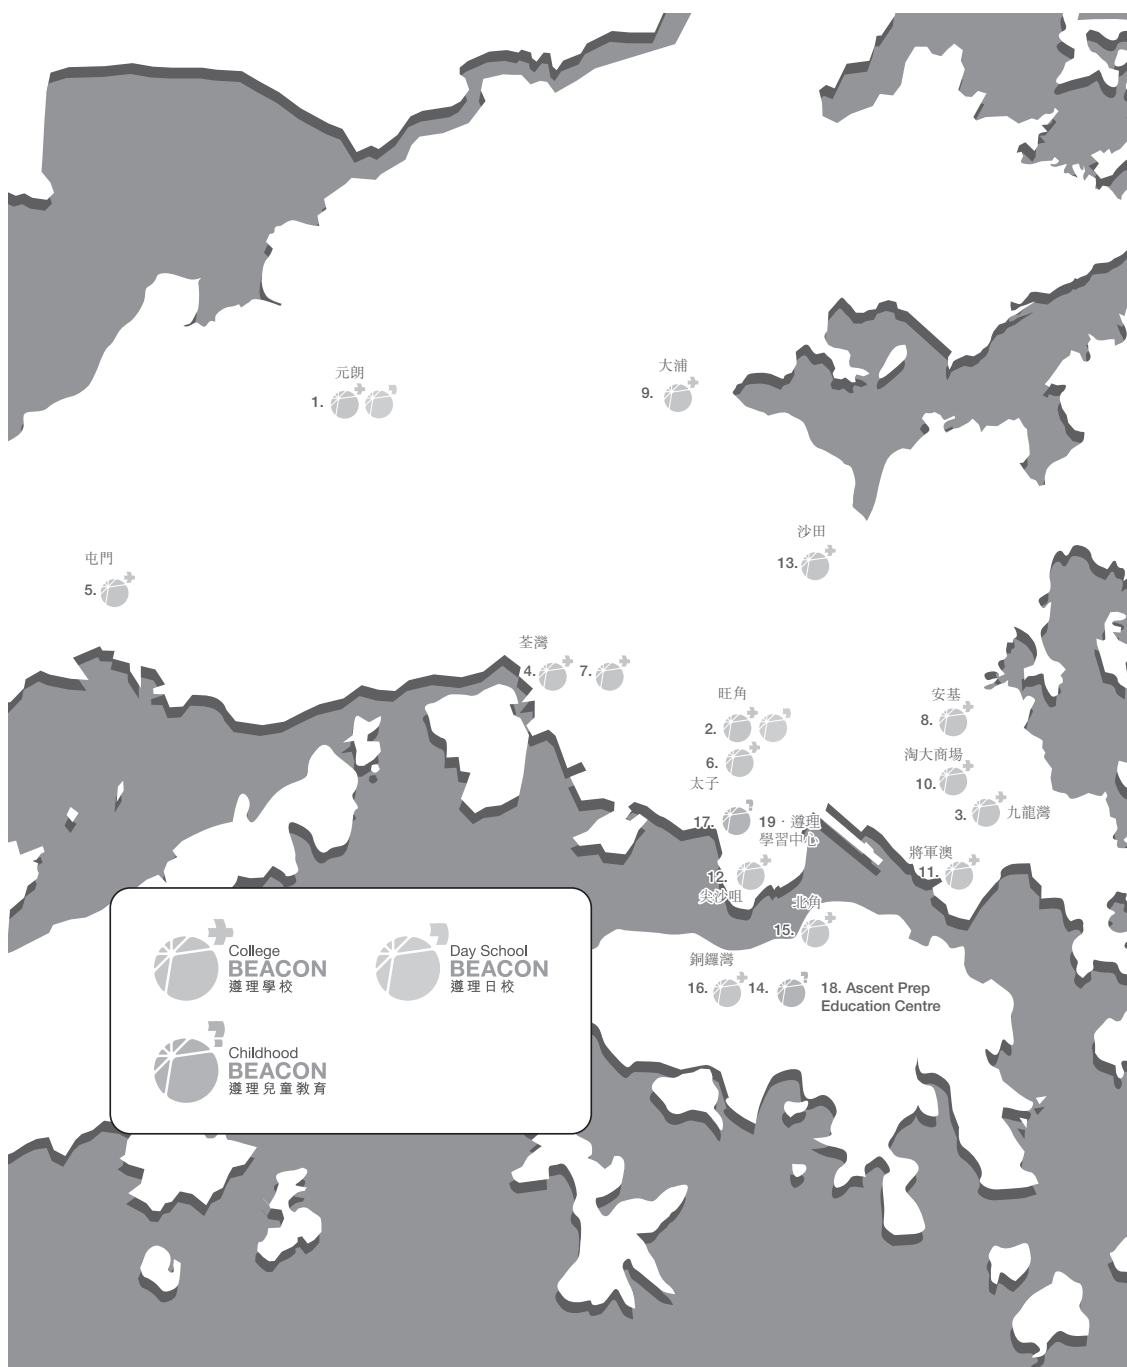 元朗
1.
大浦
9.
沙田
13.
屯門
5.
荃灣
4.
7.
旺角
2.
6.
太子
安基
8.
淘大商場
10.
3.
九龍灣
17.
19．遵理
學習中心
將軍澳
11.
12.
尖沙咀
北角
15.
銅鑼灣
16.
14.
18. Ascent Prep
Education Centre
College
BEACON
遵理學校
Day School
BEACON
遵理日校
Childhood
BEACON
遵理兒童教育